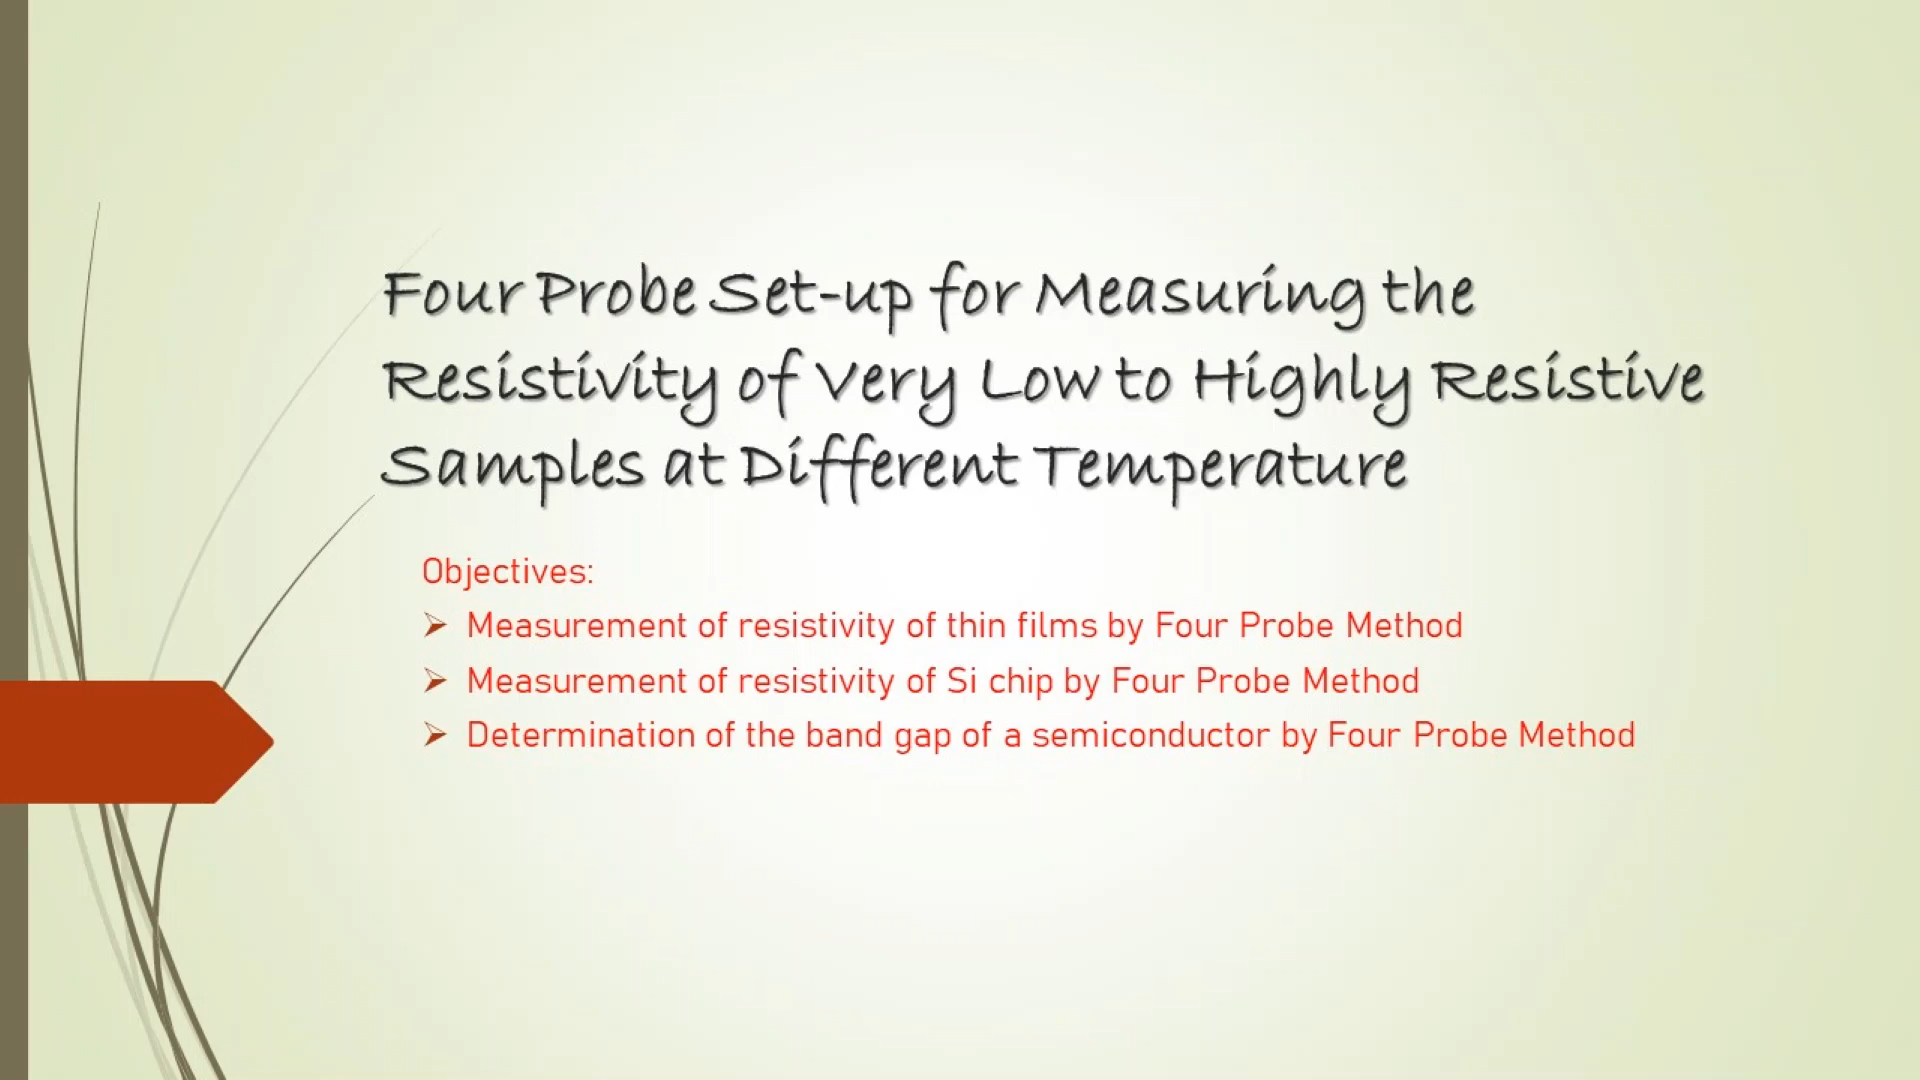 Four Probe Set-up for Measuring the
Resistivity of Very Low to Highly Resistive
Samples at Different Temperature
Objectives:
➢ Measurement of resistivity of thin films by Four Probe Method
➢ Measurement of resistivity of Si chip by Four Probe Method
➢ Determination of the band gap of a semiconductor by Four Probe Method